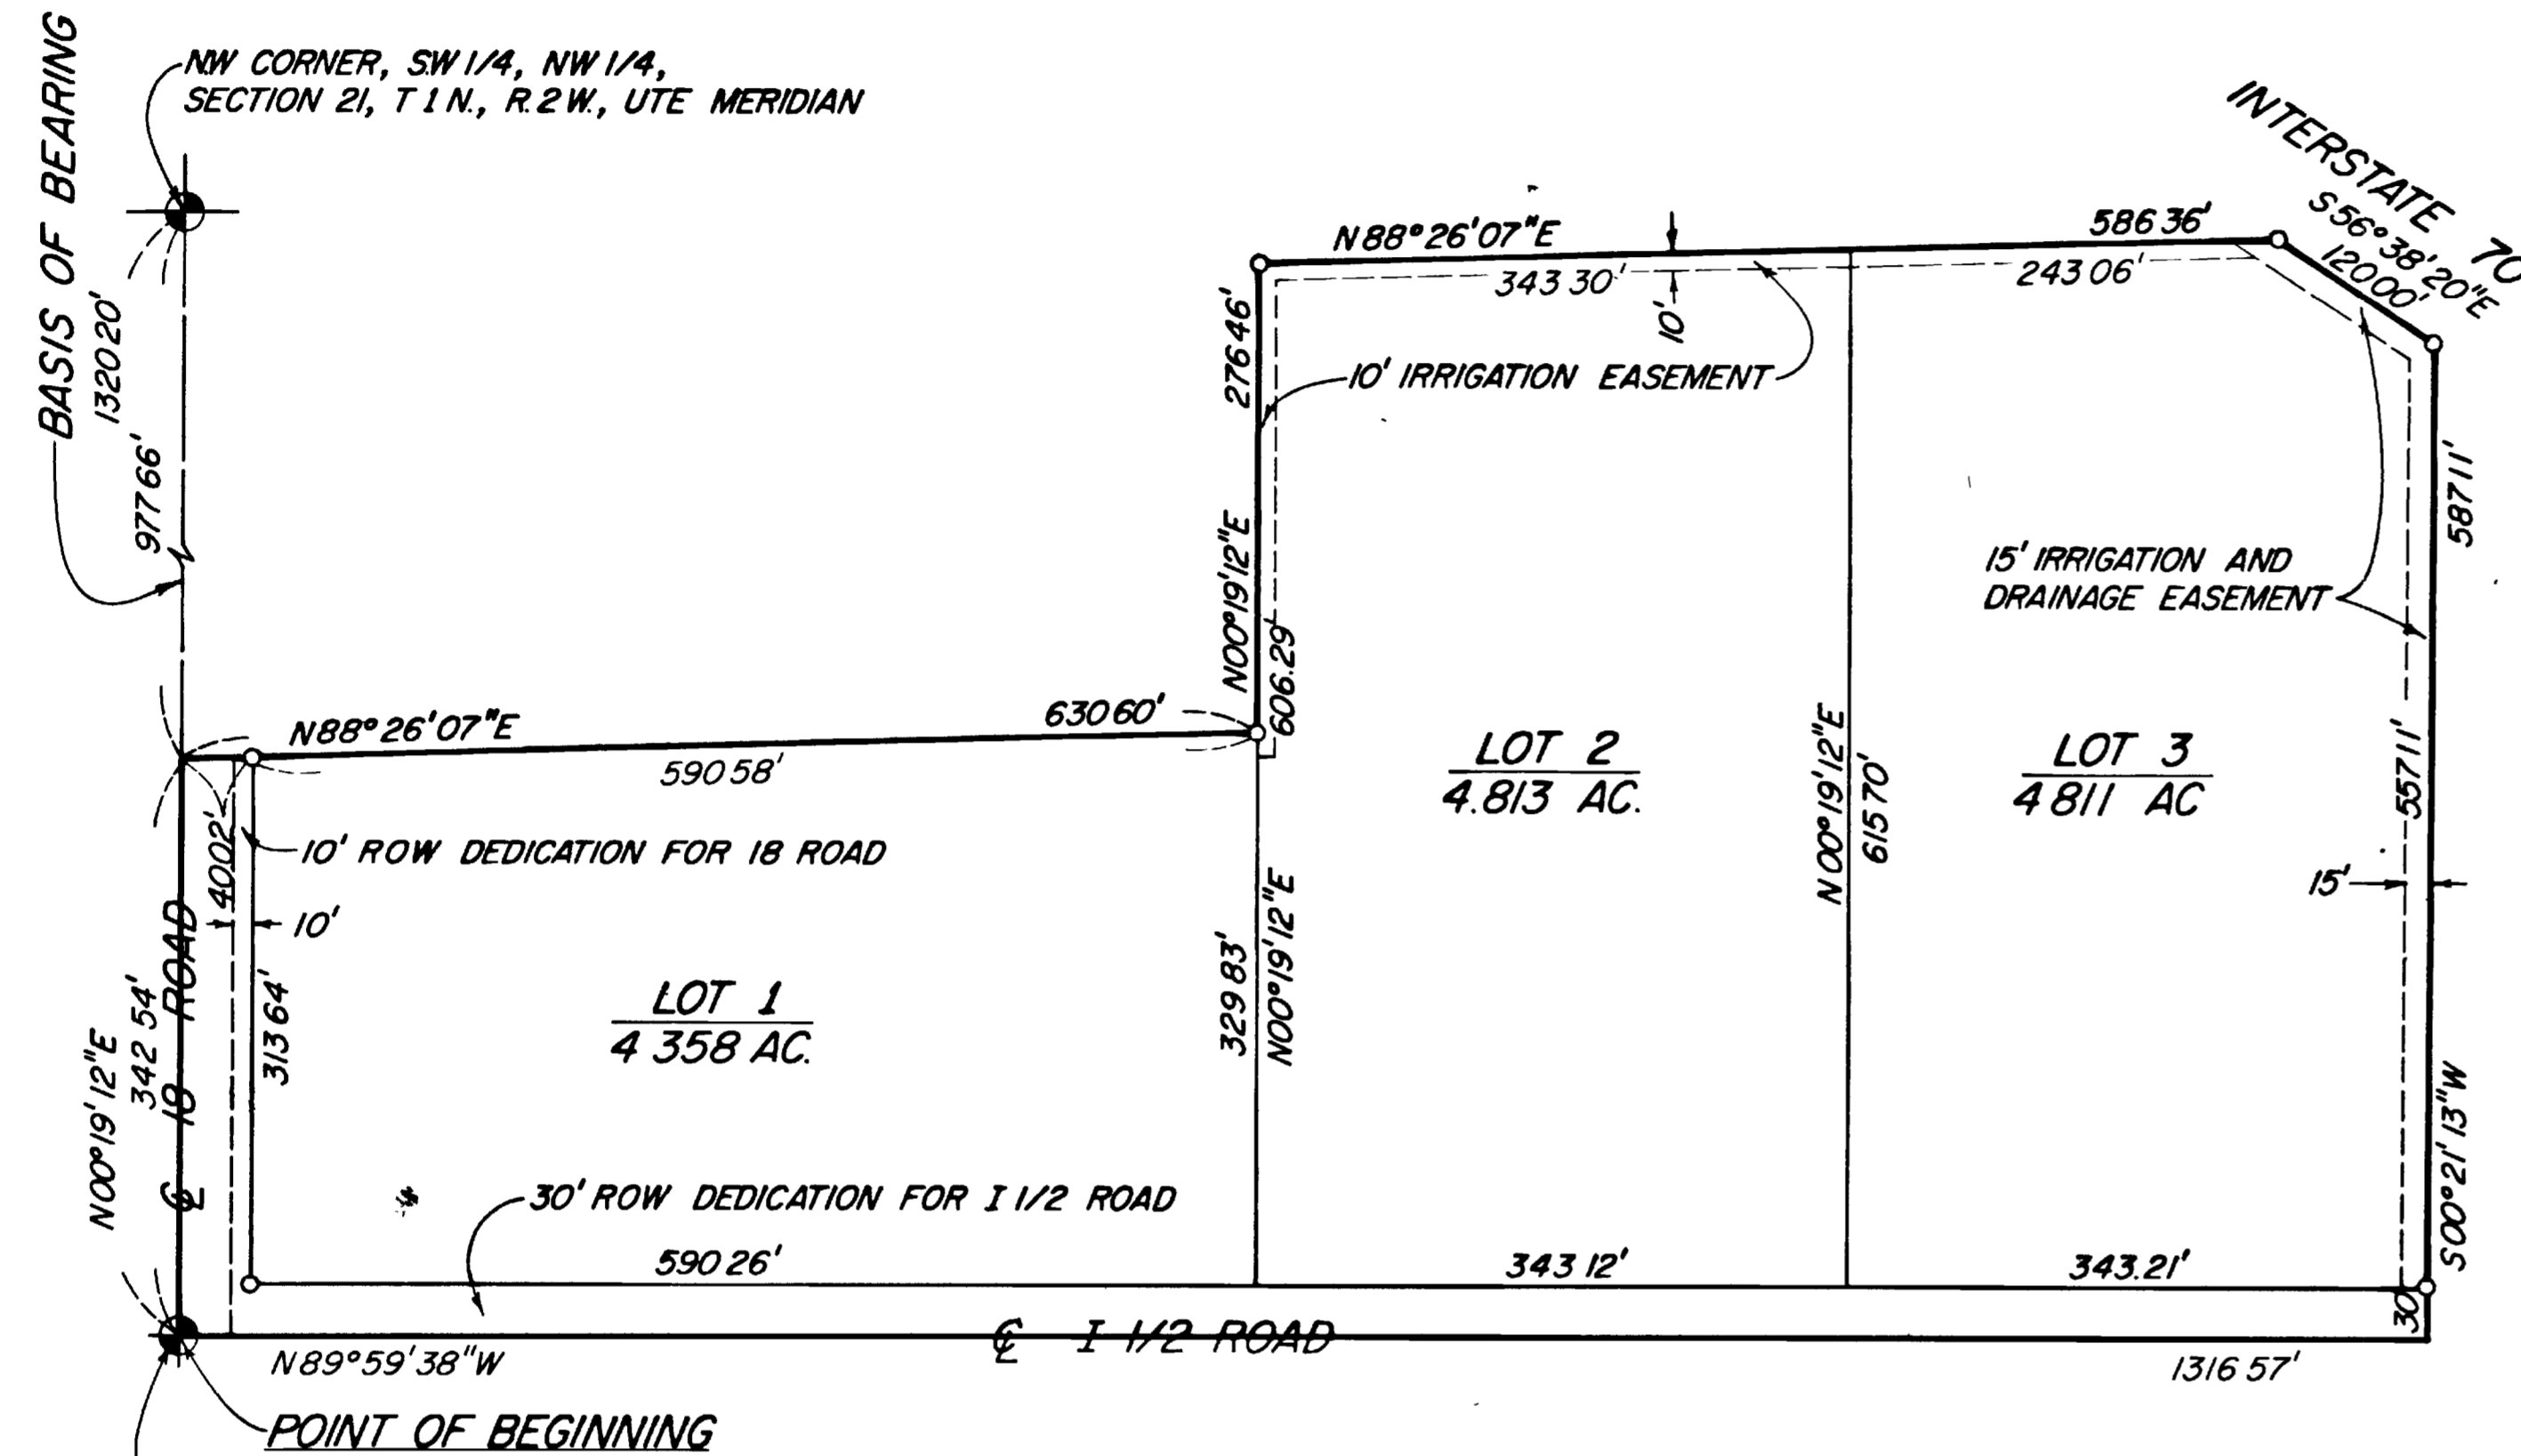 BASIS OF BEARING
1320 20'
977 66'
NW CORNER, SW 1/4, NW 1/4,
SECTION 21, T 1 N., R. 2 W., UTE MERIDIAN
INTERSTATE 70
S 56° 38' 20" E
120 00'
N 88° 26' 07" E
586 36'
343 30'
243 06'
10'
276 46'
10' IRRIGATION EASEMENT
587 11'
N 00° 19' 12" E
606.29'
15' IRRIGATION AND
DRAINAGE EASEMENT
N 88° 26' 07" E
630 60'
590 58'
LOT 2
4.813 AC.
N 00° 19' 12" E
615 70'
LOT 3
4 811 AC
557 11'
15'
40 02'
10' ROW DEDICATION FOR 18 ROAD
10'
313 64'
N 00° 19' 12" E
342 54'
℄ 18 ROAD
LOT 1
4 358 AC.
329 83'
N 00° 19' 12" E
S 00° 21' 13" W
30' ROW DEDICATION FOR I 1/2 ROAD
590 26'
343 12'
343.21'
30'
℄ I 1/2 ROAD
N 89° 59' 38" W
1316 57'
POINT OF BEGINNING